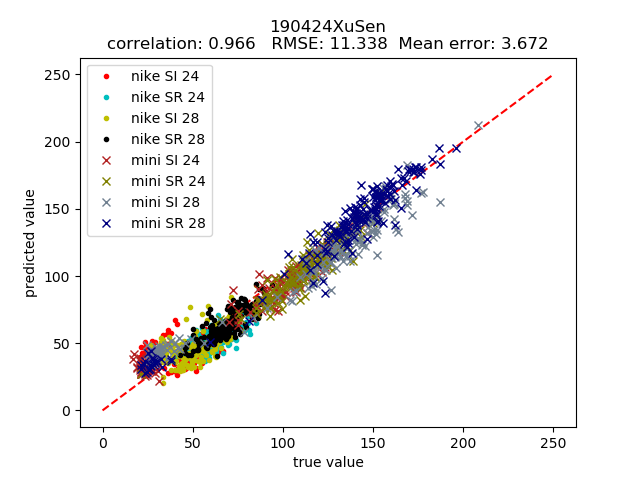 190424XuSen
correlation: 0.966   RMSE: 11.338  Mean error: 3.672
nike SI 24
nike SR 24
nike SI 28
nike SR 28
mini SI 24
mini SR 24
mini SI 28
mini SR 28
predicted value
250
200
150
100
50
0
0 50 100 150 200 250
true value